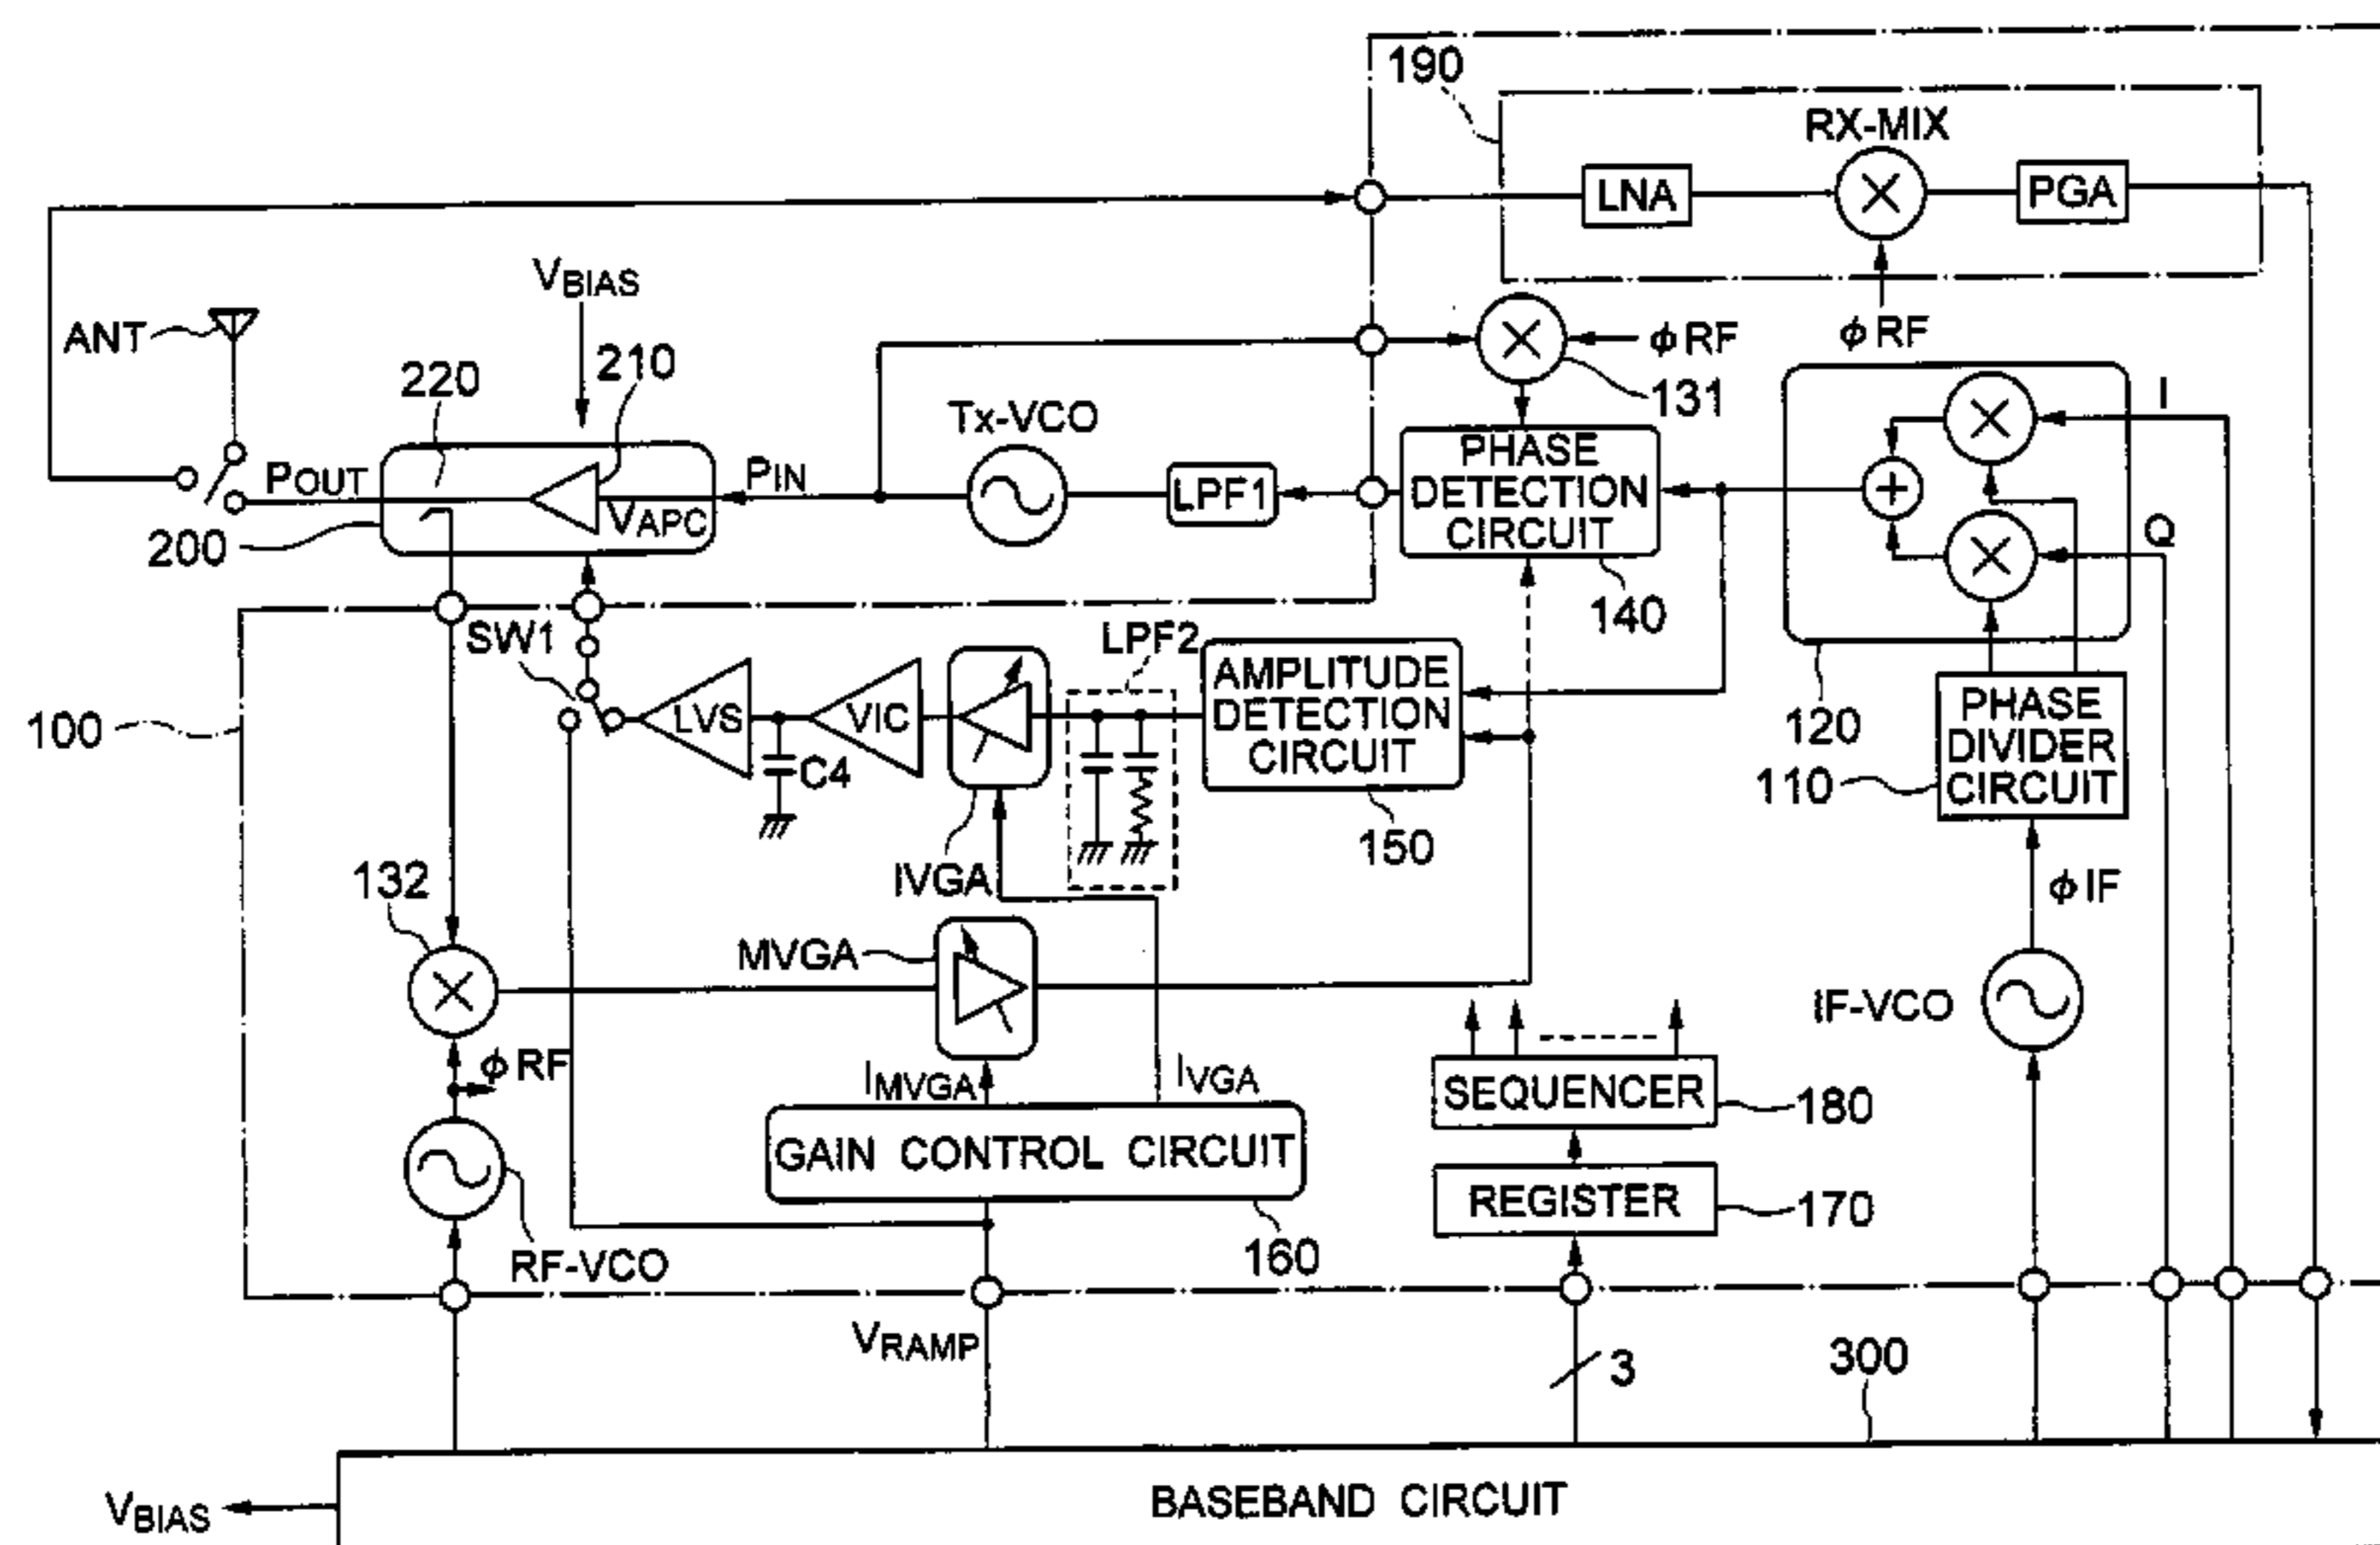 190
RX-MIX
LNA
PGA
VBIAS
ANT
220
210
φRF
φRF
131
Tx-VCO
I
POUT
PIN
LPF1
PHASE
DETECTION
CIRCUIT
VAPC
200
Q
140
SW1
LPF2
AMPLITUDE
DETECTION
CIRCUIT
120
PHASE
DIVIDER
CIRCUIT
110
100
LVS
VIC
C4
150
IVGA
132
φIF
MVGA
IF-VCO
φRF
IMVGA
IVGA
SEQUENCER
180
GAIN CONTROL CIRCUIT
REGISTER
170
RF-VCO
160
VRAMP
3
300
BASEBAND CIRCUIT
VBIAS